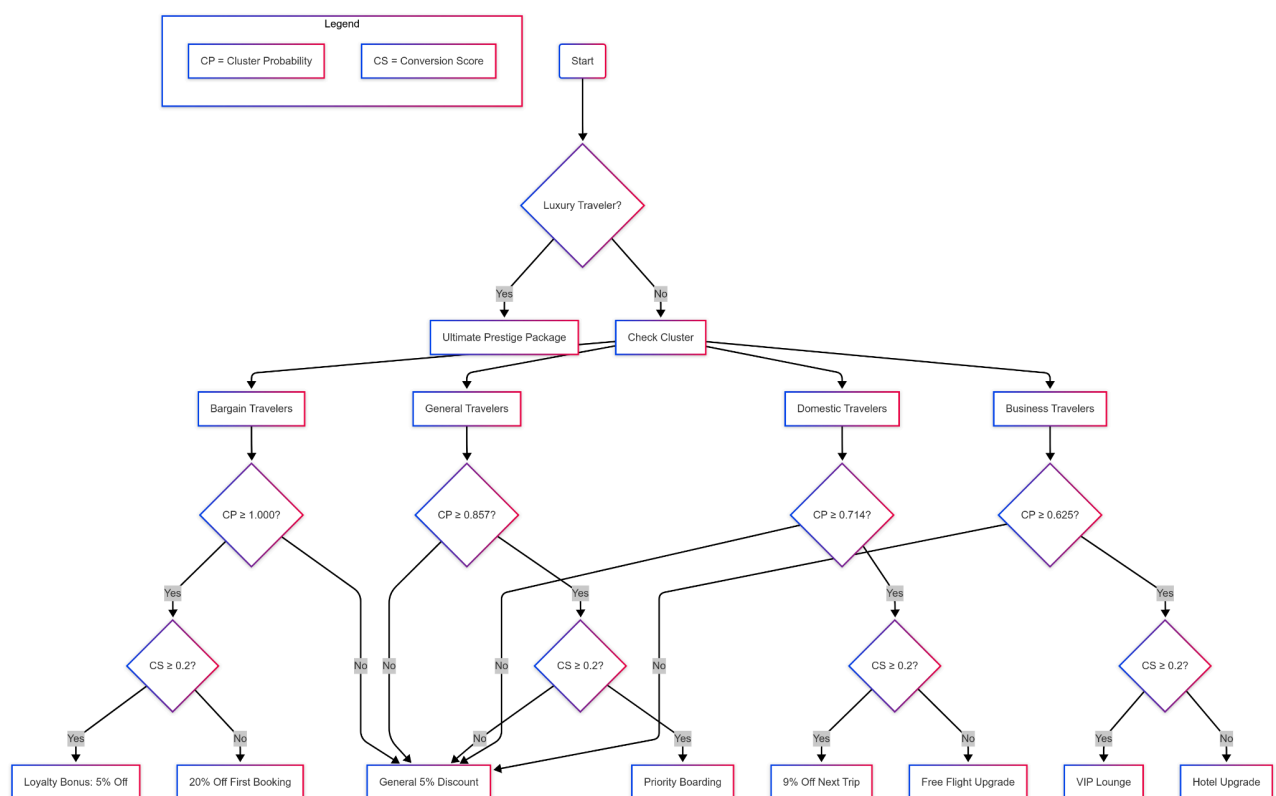 Legend
CP = Cluster Probability
CS = Conversion Score
Start
Luxury Traveler?
Yes
No
Ultimate Prestige Package
Check Cluster
Bargain Travelers
General Travelers
Domestic Travelers
Business Travelers
CP ≥ 1.000?
CP ≥ 0.857?
CP ≥ 0.714?
CP ≥ 0.625?
Yes
Yes
Yes
Yes
CS ≥ 0.2?
No
No
CS ≥ 0.2?
No
CS ≥ 0.2?
CS ≥ 0.2?
Yes
No
No
Yes
Yes
No
Yes
No
Loyalty Bonus: 5% Off
20% Off First Booking
General 5% Discount
Priority Boarding
9% Off Next Trip
Free Flight Upgrade
VIP Lounge
Hotel Upgrade